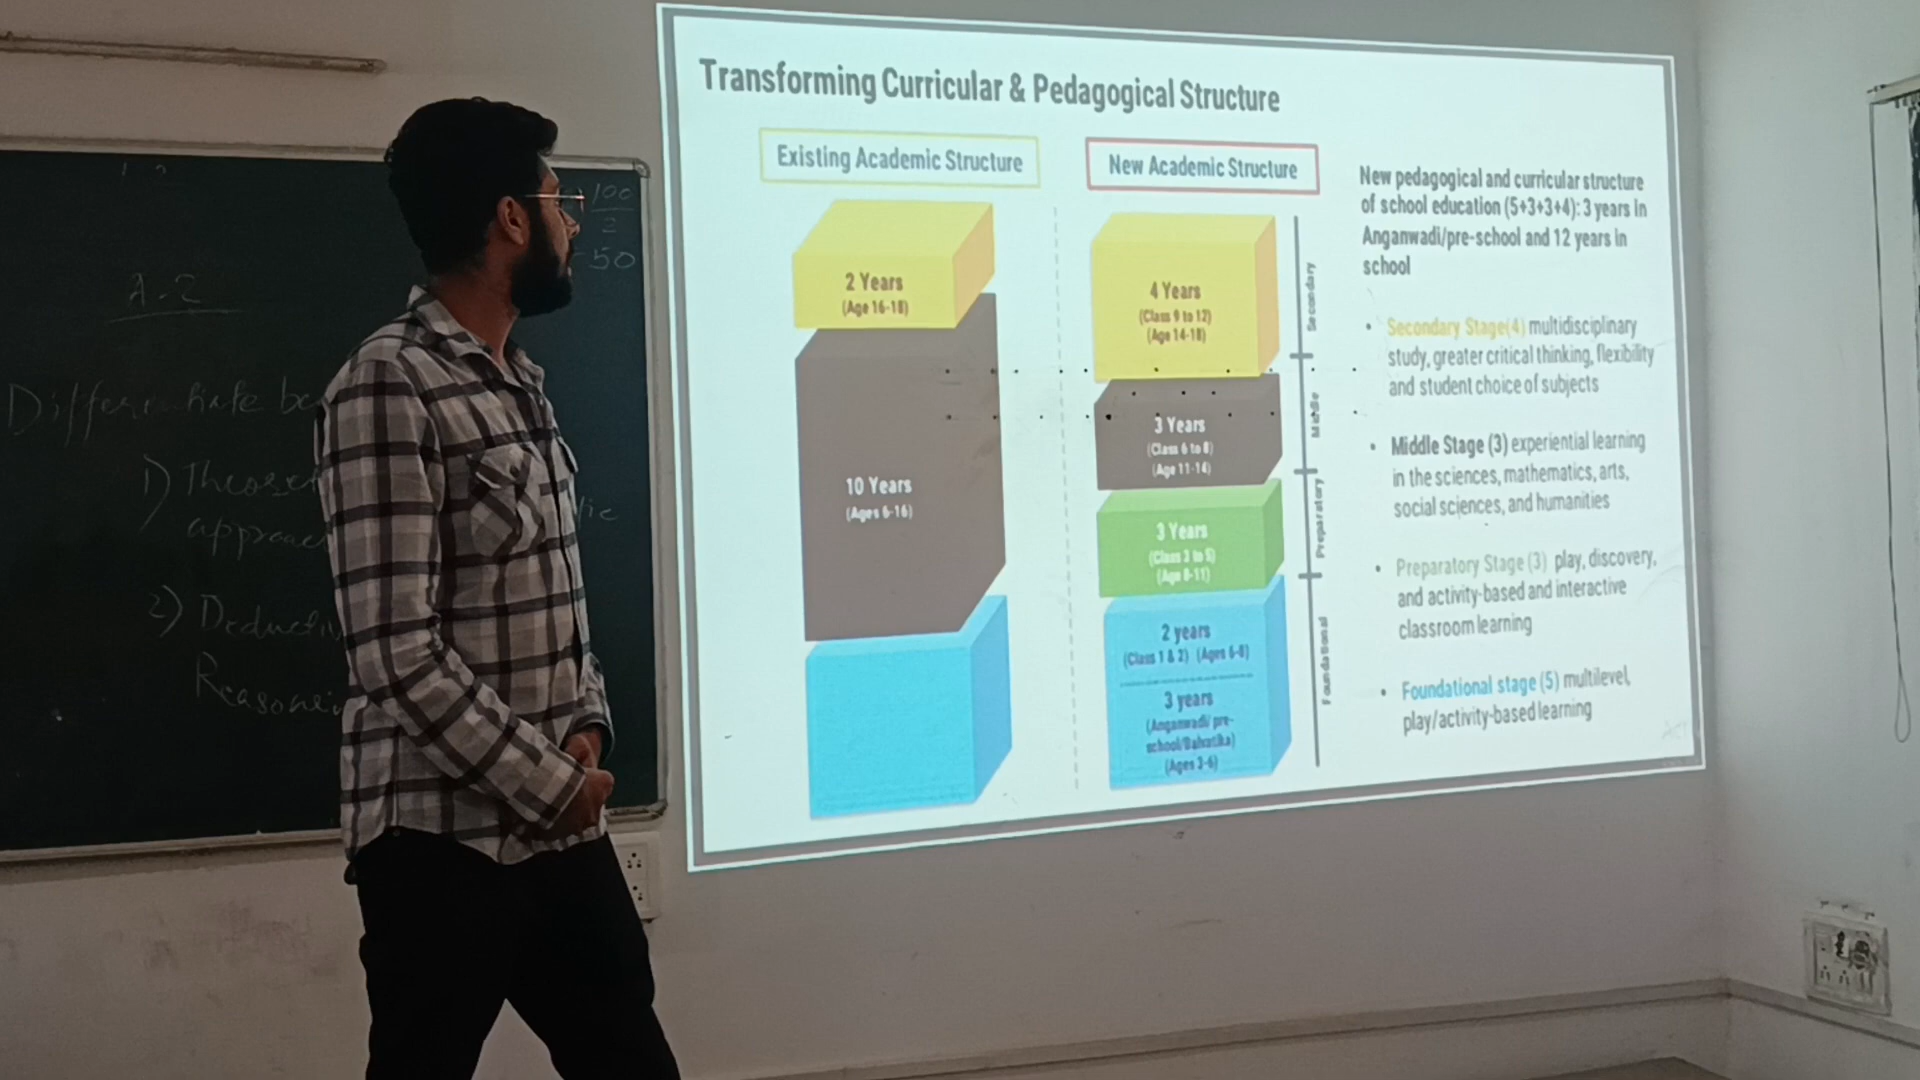 Transforming Curricular & Pedagogical Structure
Existing Academic Structure
2 Years
(Age 16-18)
10 Years
(Ages 6-16)
New Academic Structure
4 Years
(Class 9 to 12)
(Age 14-18)
3 Years
(Class 6 to 8)
(Age 11-14)
3 Years
(Class 3 to 5)
(Age 8-11)
2 years
(Class 1 & 2) (Ages 6-8)
3 years
(Anganwadi/ pre-
school/Balvatika)
(Ages 3-6)
Secondary
Middle
Preparatory
Foundational
New pedagogical and curricular structure
of school education (5+3+3+4): 3 years in
Anganwadi/pre-school and 12 years in
school
• Secondary Stage(4) multidisciplinary
study, greater critical thinking, flexibility
and student choice of subjects
• Middle Stage (3) experiential learning
in the sciences, mathematics, arts,
social sciences, and humanities
• Preparatory Stage (3) play, discovery,
and activity-based and interactive
classroom learning
• Foundational stage (5) multilevel,
play/activity-based learning
100
2
50
A-2
1)
2)